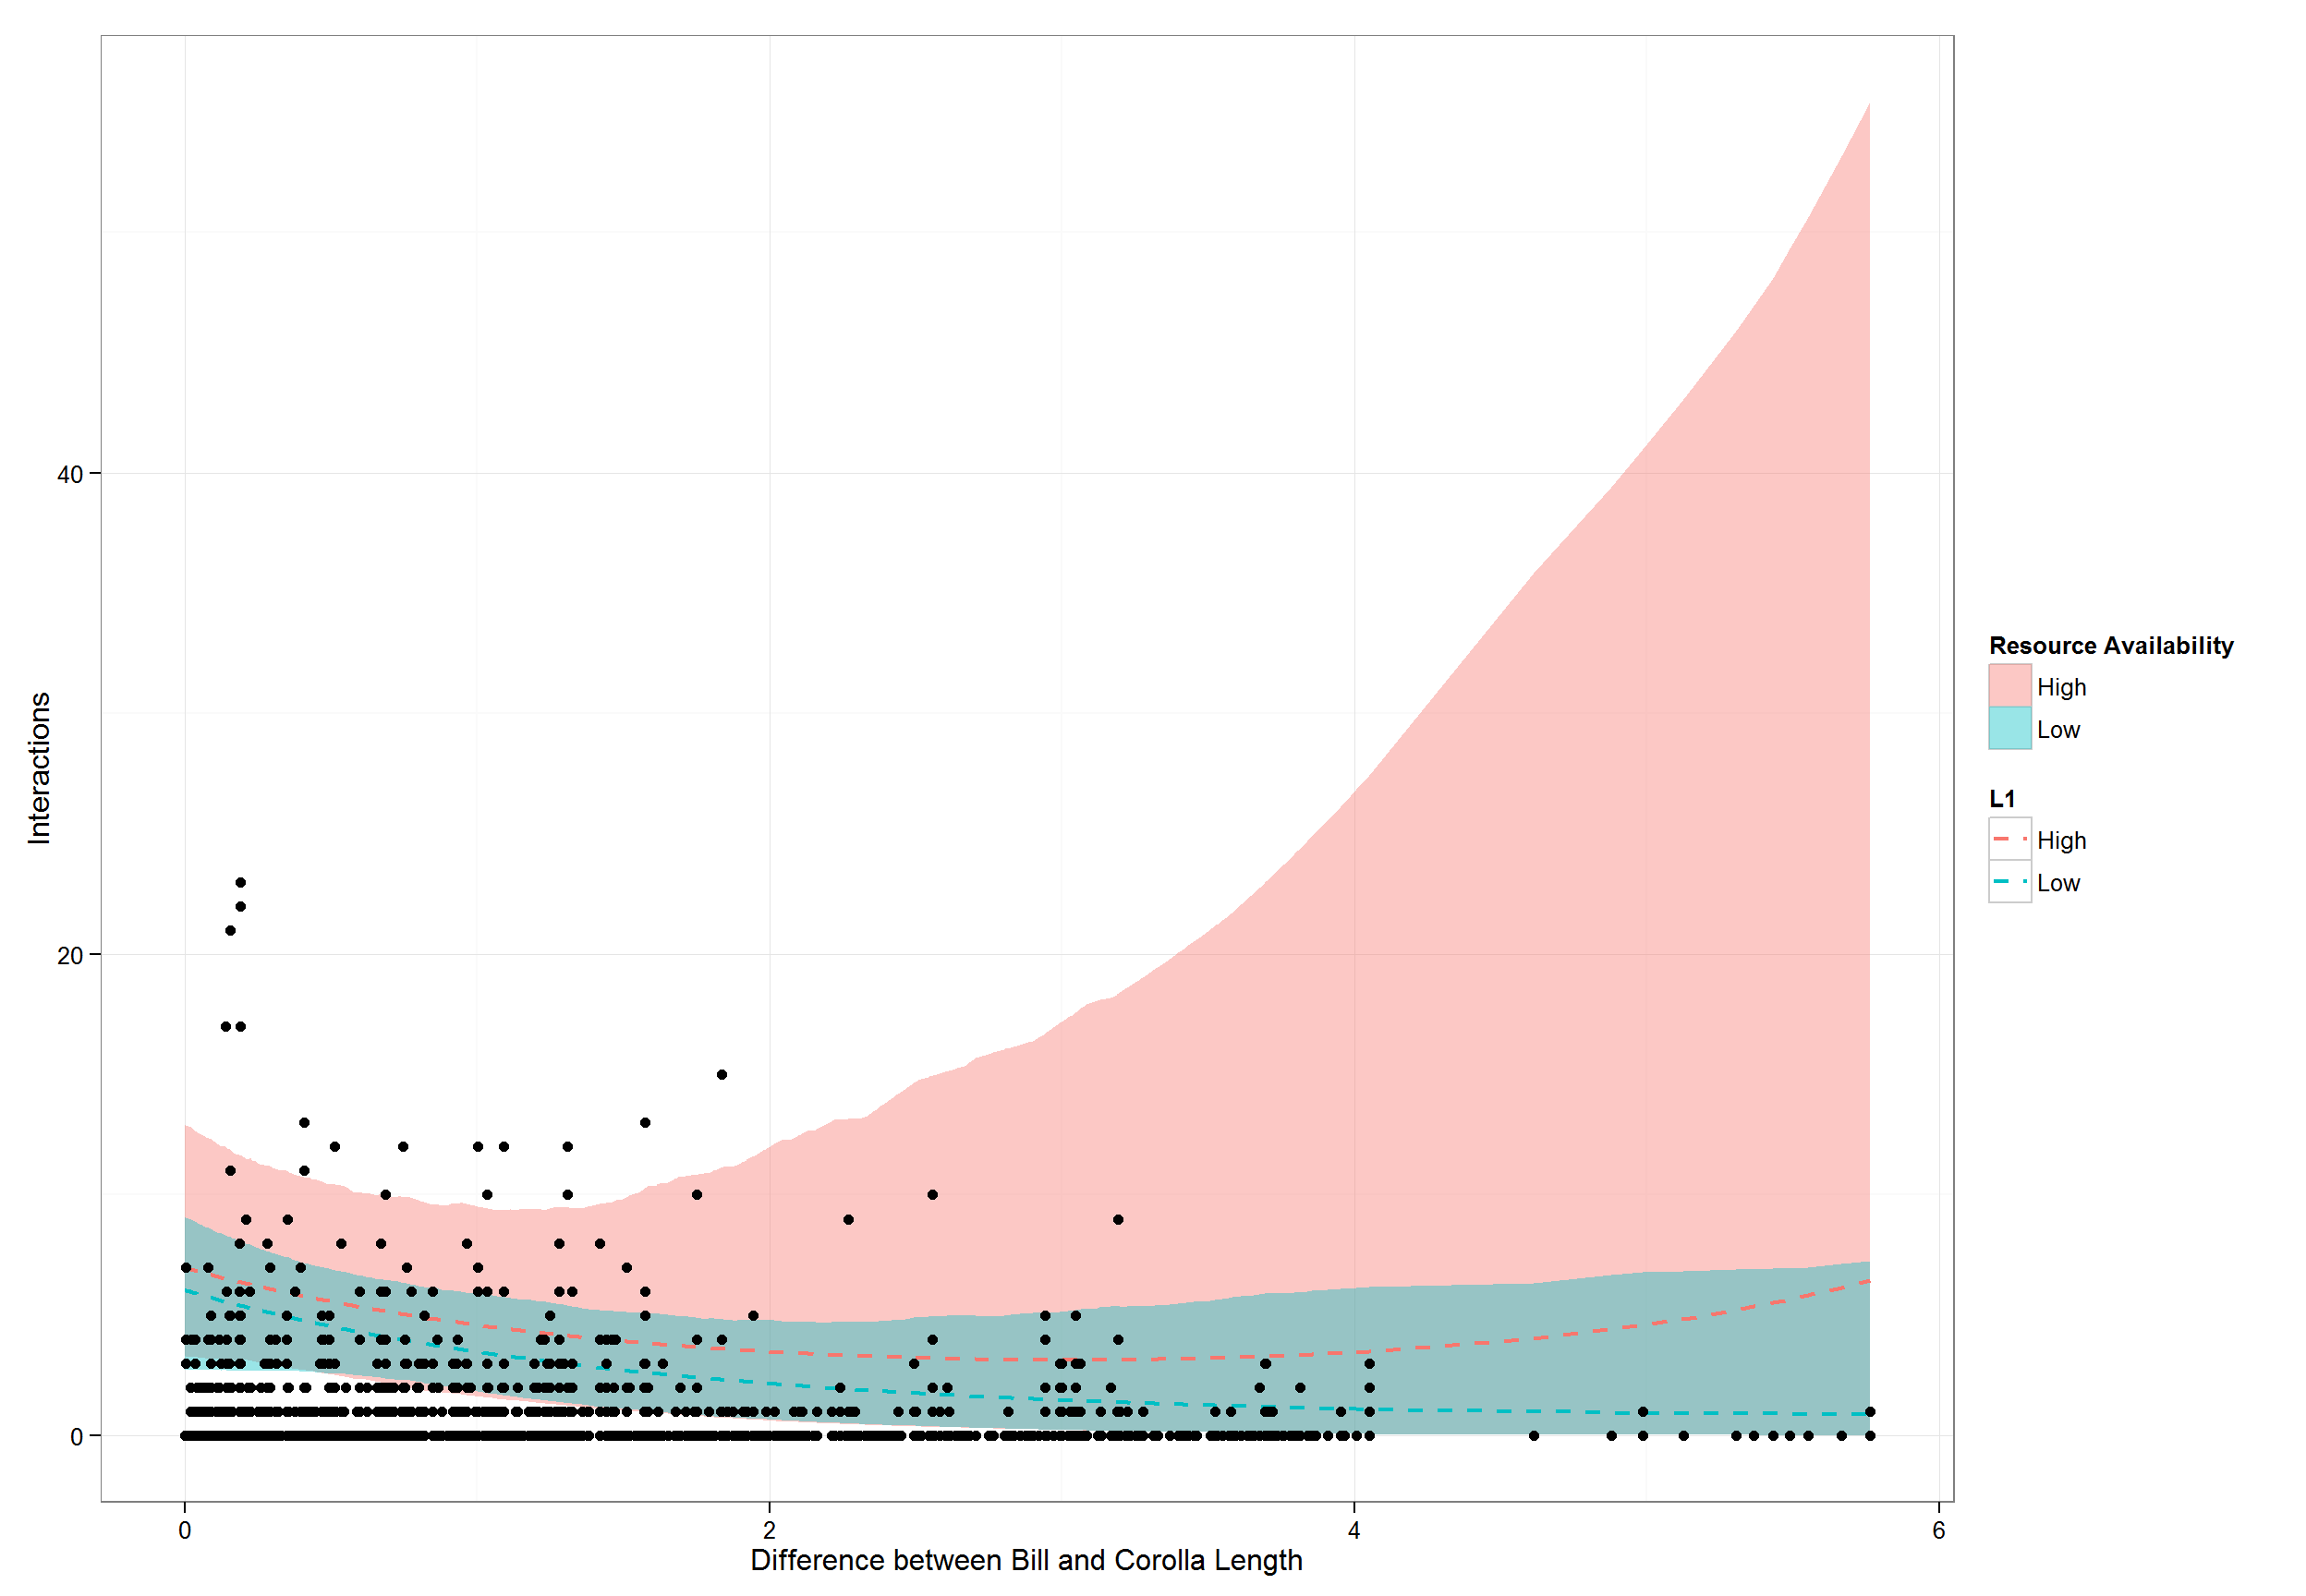 40
20
0
Interactions
0
2
4
6
Difference between Bill and Corolla Length
Resource Availability
High
Low
L1
High
Low